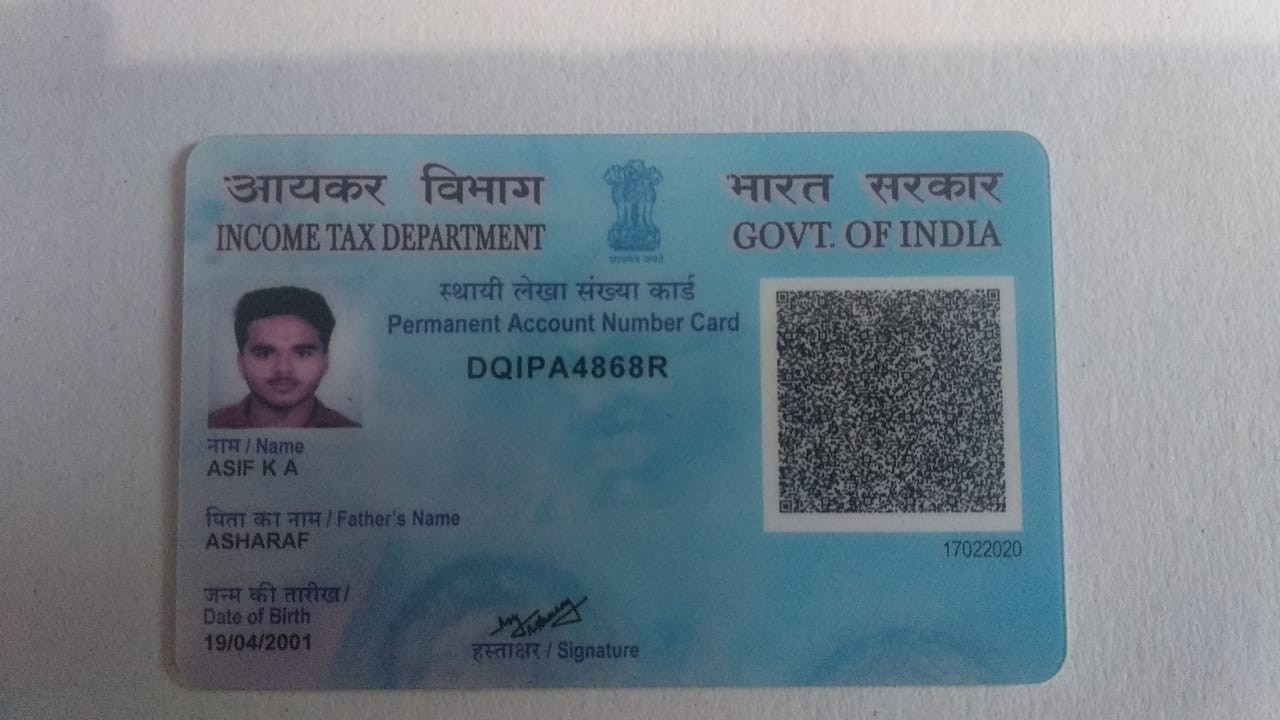 आयकर विभाग
INCOME TAX DEPARTMENT
भारत सरकार
GOVT. OF INDIA
सत्यमेव जयते
स्थायी लेखा संख्या कार्ड
Permanent Account Number Card
DQIPA4868R
नाम / Name
ASIF K A
पिता का नाम / Father's Name
ASHARAF
17022020
जन्म की तारीख /
Date of Birth
19/04/2001
हस्ताक्षर / Signature